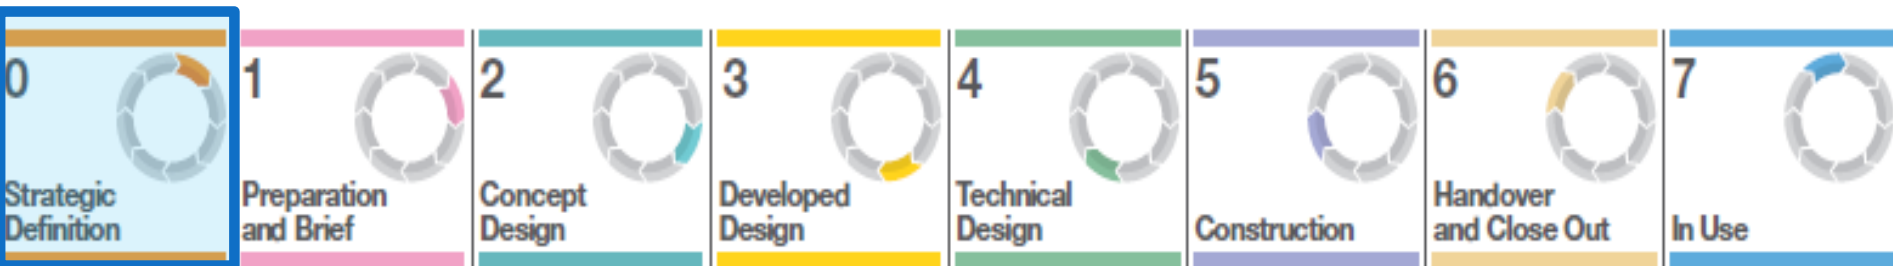 0
Strategic
Definition
1
Preparation
and Brief
2
Concept
Design
3
Developed
Design
4
Technical
Design
5
Construction
6
Handover
and Close Out
7
In Use